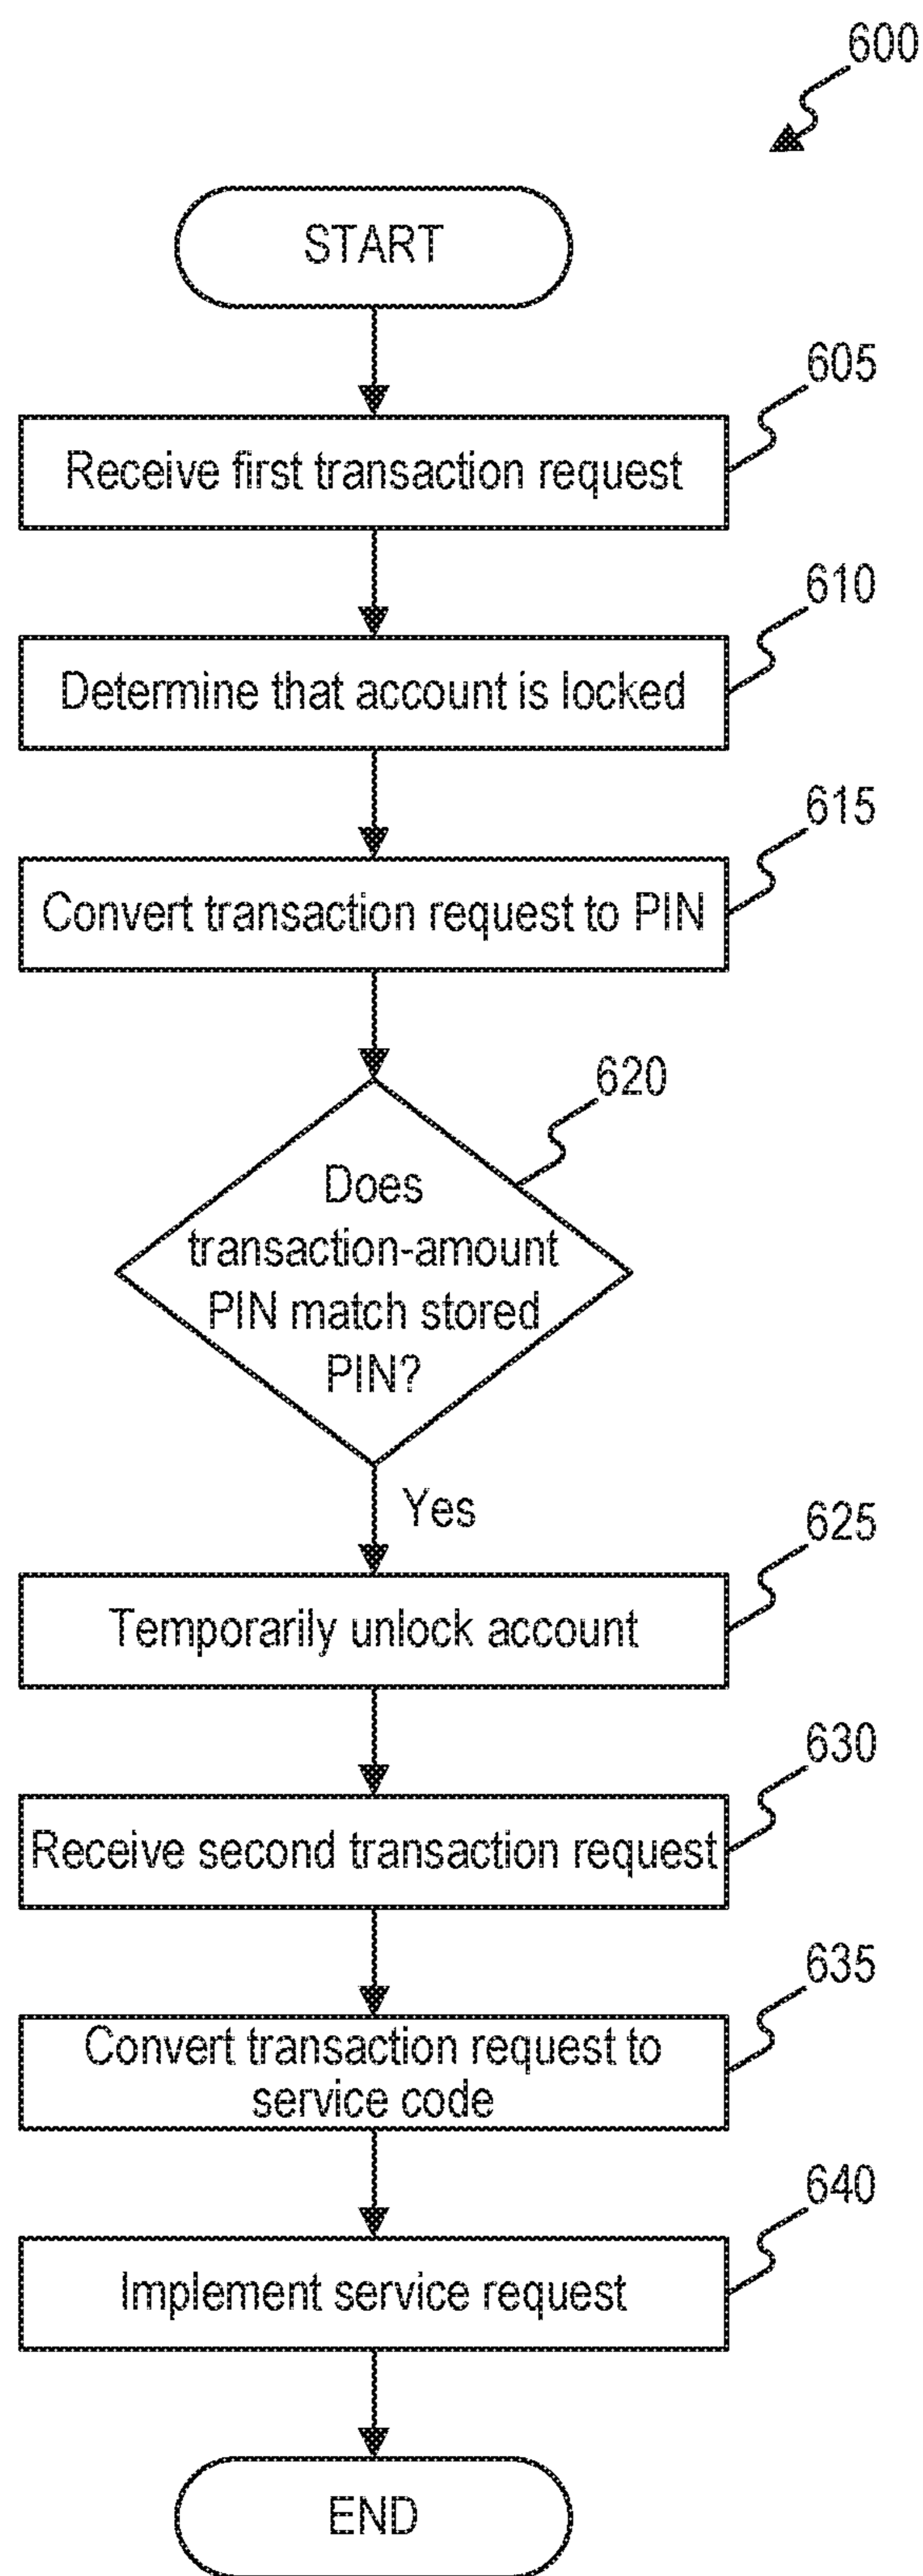 600
START
605
Receive first transaction request
610
Determine that account is locked
615
Convert transaction request to PIN
620
Does
transaction-amount
PIN match stored
PIN?
Yes
625
Temporarily unlock account
630
Receive second transaction request
635
Convert transaction request to
service code
640
Implement service request
END